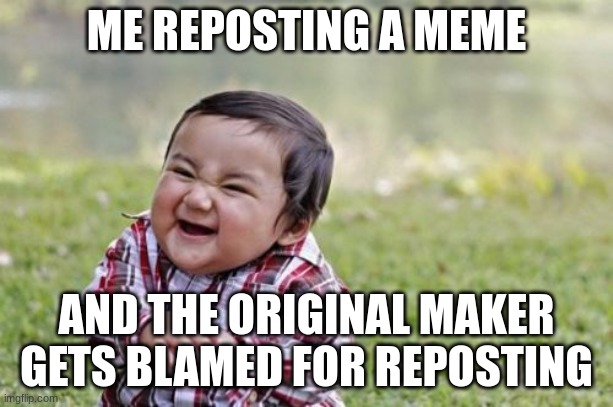 ME REPOSTING A MEME
AND THE ORIGINAL MAKER
GETS BLAMED FOR REPOSTING
imgflip.com